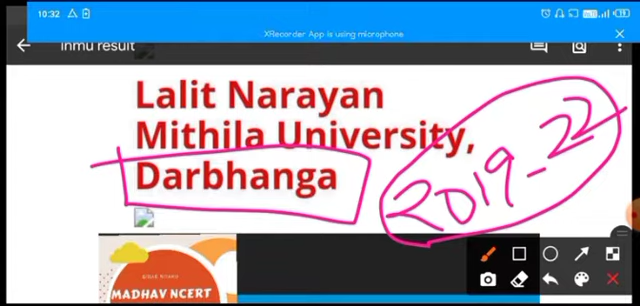 10:32
XRecorder App is using microphone
lnmu result
Lalit Narayan
Mithila University,
Darbhanga
2019-22
MADHAV NCERT